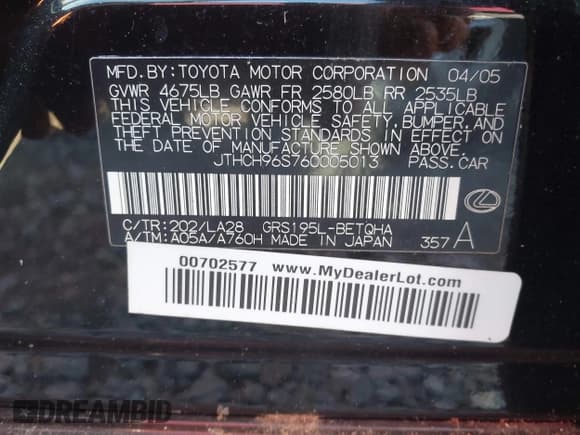 MFD. BY: TOYOTA MOTOR CORPORATION 04/05
GVWR 4675LB GAWR FR 2580LB RR 2535LB
THIS VEHICLE CONFORMS TO ALL APPLICABLE
FEDERAL MOTOR VEHICLE SAFETY, BUMPER, AND
THEFT PREVENTION STANDARDS IN EFFECT ON
THE DATE OF MANUFACTURE SHOWN ABOVE.
JTHCH96S760005013 PASS. CAR
C/TR: 202/LA28 GRS195L-BETQHA
A/TM: A05A/A760H MADE IN JAPAN 357 A
00702577 www.MyDealerLot.com
DREAMBID